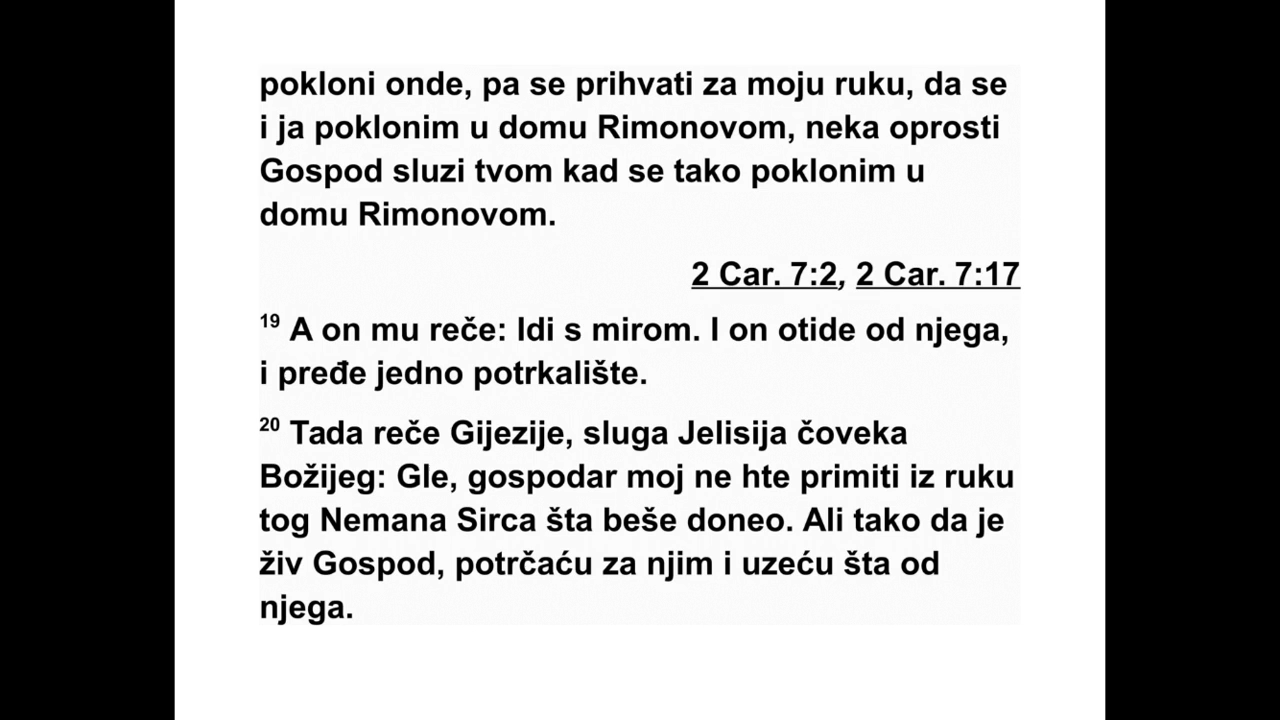 pokloni onde, pa se prihvati za moju ruku, da se
i ja poklonim u domu Rimonovom, neka oprosti
Gospod sluzi tvom kad se tako poklonim u
domu Rimonovom.
2 Car. 7:2, 2 Car. 7:17
19 A on mu reče: Idi s mirom. I on otide od njega,
i pređe jedno potrkalište.
20 Tada reče Gijezije, sluga Jelisija čoveka
Božijeg: Gle, gospodar moj ne hte primiti iz ruku
tog Nemana Sirca šta beše doneo. Ali tako da je
živ Gospod, potrčaću za njim i uzeću šta od
njega.